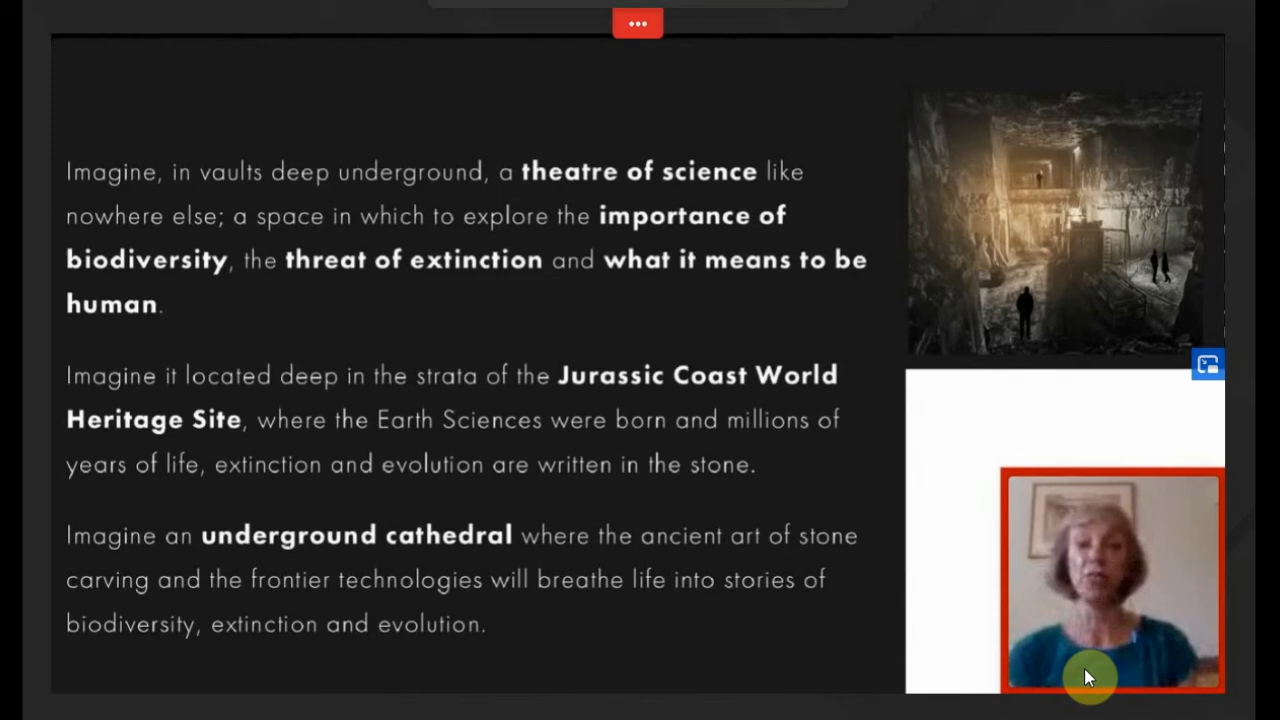 Imagine, in vaults deep underground, a theatre of science like
nowhere else; a space in which to explore the importance of
biodiversity, the threat of extinction and what it means to be
human.
Imagine it located deep in the strata of the Jurassic Coast World
Heritage Site, where the Earth Sciences were born and millions of
years of life, extinction and evolution are written in the stone.
Imagine an underground cathedral where the ancient art of stone
carving and the frontier technologies will breathe life into stories of
biodiversity, extinction and evolution.